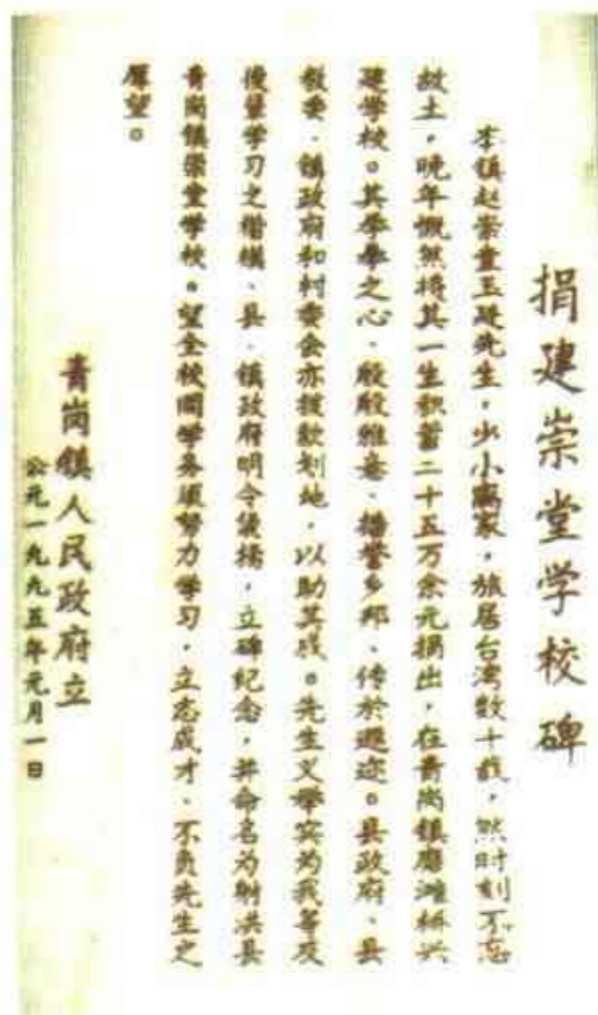 捐建崇堂学校碑
本镇赵崇堂玉璞先生，少小离家，旅居台湾数十载，然时刻不忘
故土，晚年慨然将其一生积蓄二十五万余元捐出，在青岗镇应滩桥兴
建学校。其拳拳之心、殷殷雅意、播誉乡邦、传於遐迩。县政府、县
教委、镇政府和村委会亦拨款划地，以助其成。先生义举实为我等及
後辈学习之楷模、县、镇政府明令褒扬，立碑纪念，并命名为射洪县
青岗镇崇堂学校。望全校同学务须努力学习，立志成才、不负先生之
厚望。
青岗镇人民政府立
公元一九九五年元月一日